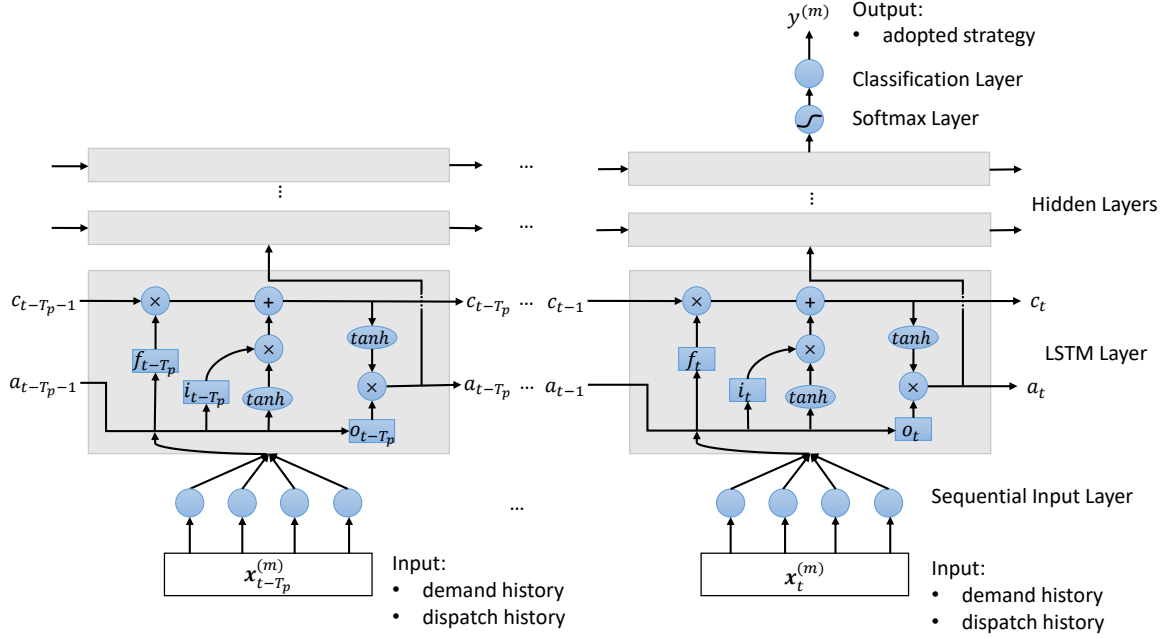 y^{(m)}
Output:
• adopted strategy
Classification Layer
Softmax Layer
...
⋮
⋮
Hidden Layers
...
c_{t-T_p-1}
×
+
c_{t-T_p}
...
c_{t-1}
×
+
c_t
tanh
tanh
f_{t-T_p}
×
f_t
×
LSTM Layer
a_{t-T_p-1}
i_{t-T_p}
tanh
×
a_{t-T_p}
...
a_{t-1}
i_t
tanh
×
a_t
o_{t-T_p}
o_t
...
Sequential Input Layer
x_{t-T_p}^{(m)}
Input:
• demand history
• dispatch history
x_t^{(m)}
Input:
• demand history
• dispatch history